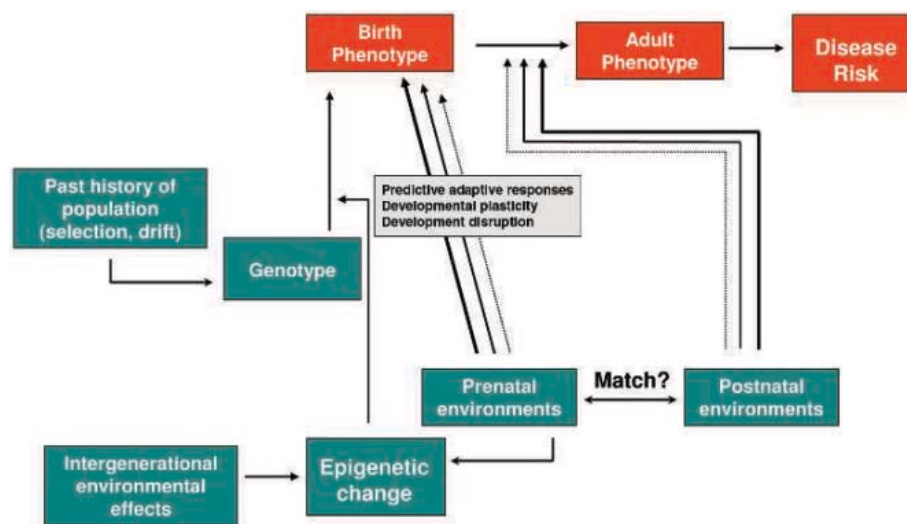 Birth
Phenotype
Adult
Phenotype
Disease
Risk
Past history of
population
(selection, drift)
Predictive adaptive responses
Developmental plasticity
Development disruption
Genotype
Prenatal
environments
Match?
Postnatal
environments
Intergenerational
environmental
effects
Epigenetic
change